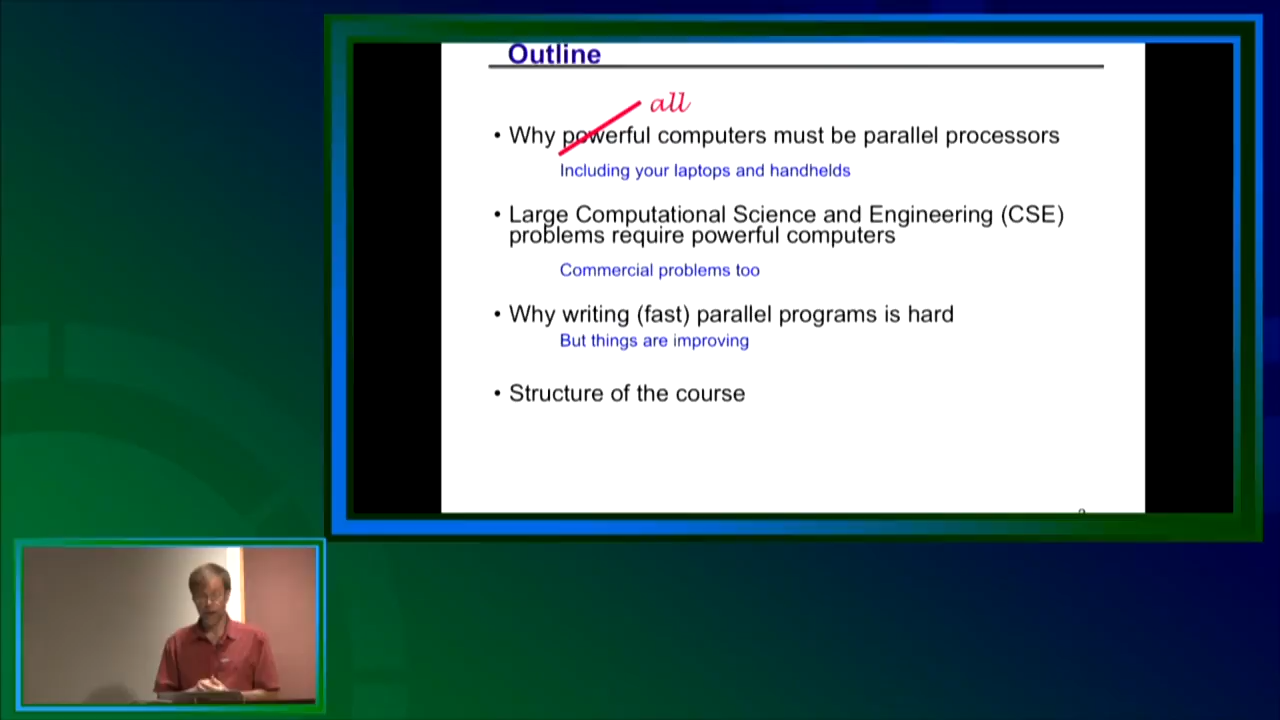 Outline
all
• Why powerful computers must be parallel processors
Including your laptops and handhelds
• Large Computational Science and Engineering (CSE)
problems require powerful computers
Commercial problems too
• Why writing (fast) parallel programs is hard
But things are improving
• Structure of the course